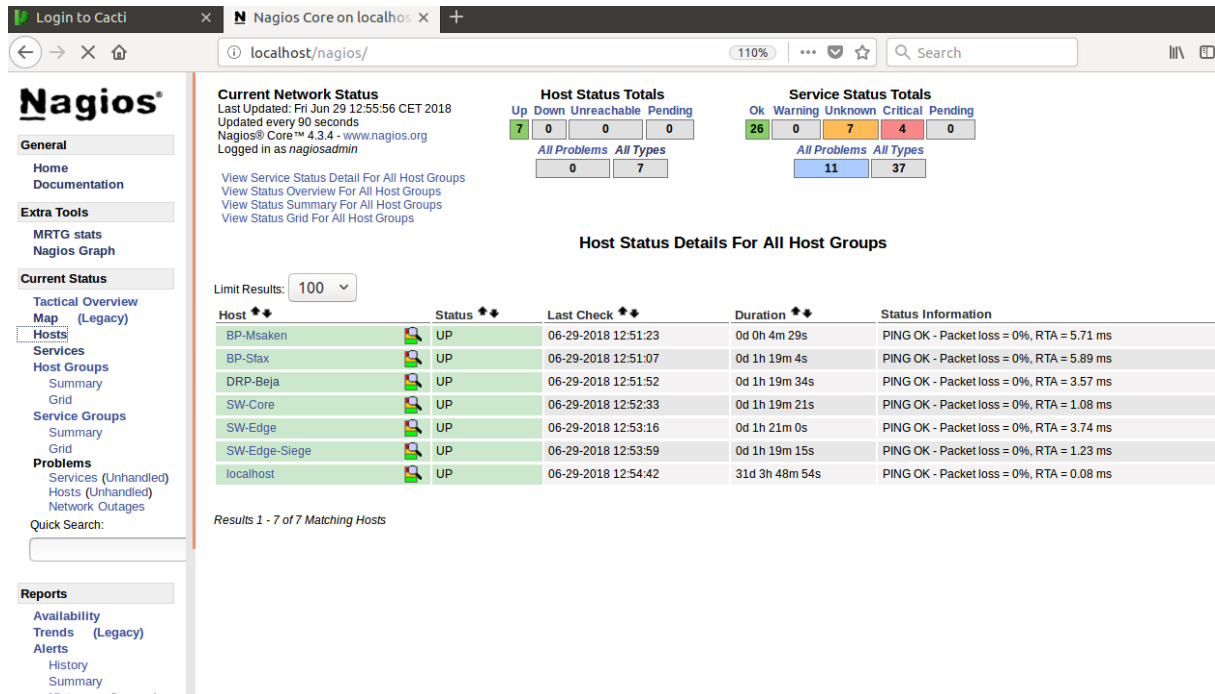 Login to Cacti
Nagios Core on localhos
localhost/nagios/
110%
Search
Nagios®
General
Home
Documentation
Extra Tools
MRTG stats
Nagios Graph
Current Status
Tactical Overview
Map (Legacy)
Hosts
Services
Host Groups
Summary
Grid
Service Groups
Summary
Grid
Problems
Services (Unhandled)
Hosts (Unhandled)
Network Outages
Quick Search:
Reports
Availability
Trends (Legacy)
Alerts
History
Summary
Current Network Status
Last Updated: Fri Jun 29 12:55:56 CET 2018
Updated every 90 seconds
Nagios® Core™ 4.3.4 - www.nagios.org
Logged in as nagiosadmin
View Service Status Detail For All Host Groups
View Status Overview For All Host Groups
View Status Summary For All Host Groups
View Status Grid For All Host Groups
Host Status Totals
Up Down Unreachable Pending
7 0 0 0
All Problems All Types
0 7
Service Status Totals
Ok Warning Unknown Critical Pending
26 0 7 4 0
All Problems All Types
11 37
Host Status Details For All Host Groups
Limit Results: 100
Host Status Last Check Duration Status Information
BP-Msaken UP 06-29-2018 12:51:23 0d 0h 4m 29s PING OK - Packet loss = 0%, RTA = 5.71 ms
BP-Sfax UP 06-29-2018 12:51:07 0d 1h 19m 4s PING OK - Packet loss = 0%, RTA = 5.89 ms
DRP-Beja UP 06-29-2018 12:51:52 0d 1h 19m 34s PING OK - Packet loss = 0%, RTA = 3.57 ms
SW-Core UP 06-29-2018 12:52:33 0d 1h 19m 21s PING OK - Packet loss = 0%, RTA = 1.08 ms
SW-Edge UP 06-29-2018 12:53:16 0d 1h 21m 0s PING OK - Packet loss = 0%, RTA = 3.74 ms
SW-Edge-Siege UP 06-29-2018 12:53:59 0d 1h 19m 15s PING OK - Packet loss = 0%, RTA = 1.23 ms
localhost UP 06-29-2018 12:54:42 31d 3h 48m 54s PING OK - Packet loss = 0%, RTA = 0.08 ms
Results 1 - 7 of 7 Matching Hosts